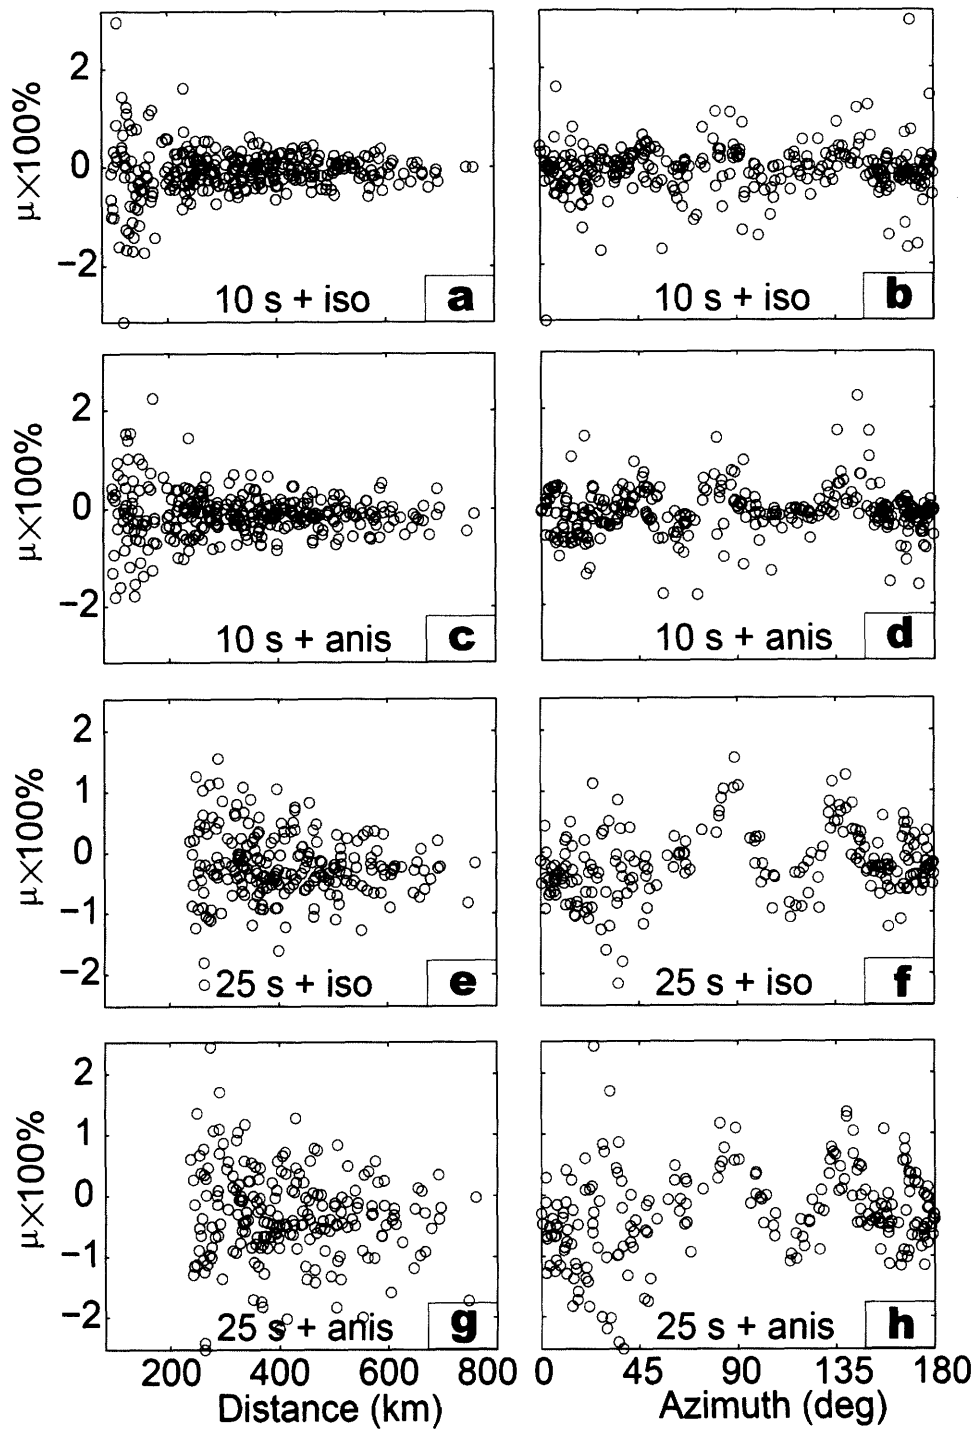 μ×100%
2
0
−2
10 s + iso
a
10 s + iso
b
μ×100%
2
0
−2
10 s + anis
c
10 s + anis
d
μ×100%
2
1
0
−1
−2
25 s + iso
e
25 s + iso
f
μ×100%
2
1
0
−1
−2
25 s + anis
g
25 s + anis
h
200 400 600 800
0 45 90 135 180
Distance (km)
Azimuth (deg)